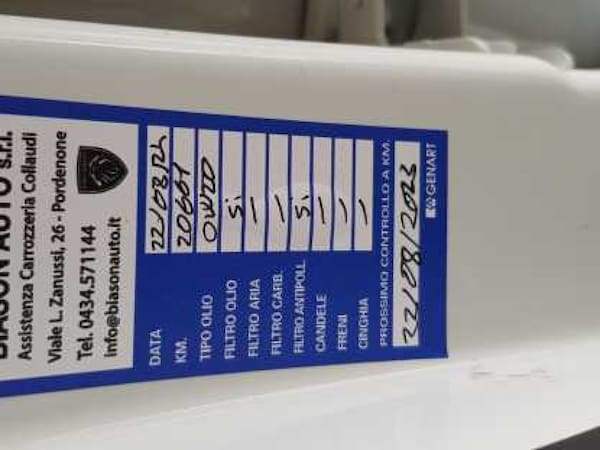 BIASON AUTO s.r.l.
Assistenza Carrozzeria Collaudi
Viale L. Zanussi, 26 - Pordenone
Tel. 0434.571144
info@biasonauto.it
DATA 22/08/22
KM. 20661
TIPO OLIO 0W20
FILTRO OLIO Si
FILTRO ARIA /
FILTRO CARB. /
FILTRO ANTIPOLL. Si
CANDELE /
FRENI /
CINGHIA /
PROSSIMO CONTROLLO A KM.
22/08/2023
GENART